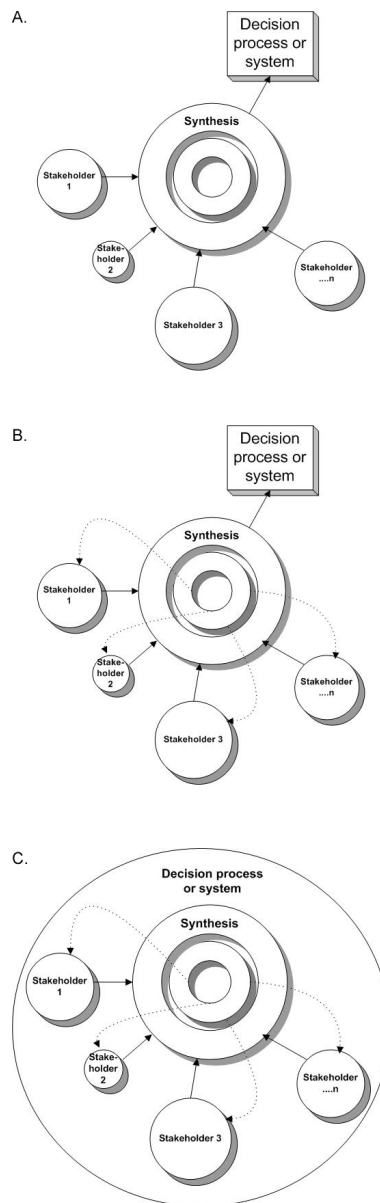 A.
Decision
process or
system
Synthesis
Stakeholder
1
Stake-
holder
2
Stakeholder 3
Stakeholder
....n
B.
Decision
process or
system
Synthesis
Stakeholder
1
Stake-
holder
2
Stakeholder 3
Stakeholder
....n
C.
Decision process
or system
Synthesis
Stakeholder
1
Stake-
holder
2
Stakeholder 3
Stakeholder
....n